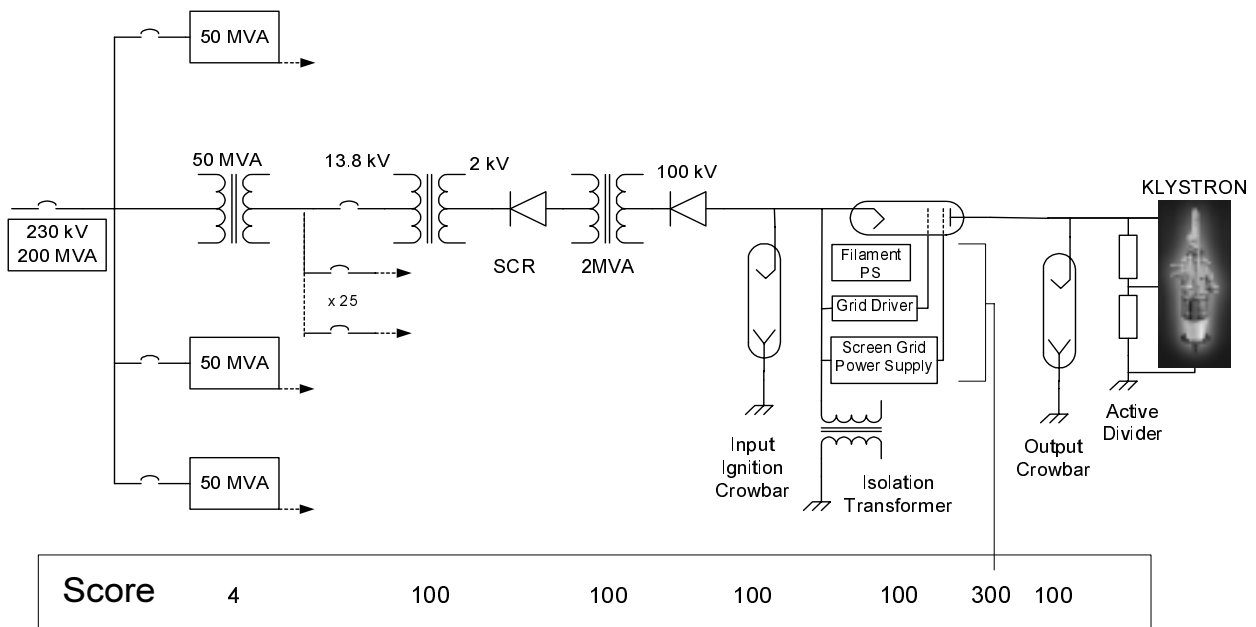 50 MVA
50 MVA
13.8 kV
2 kV
100 kV
KLYSTRON
230 kV
200 MVA
SCR
2MVA
Filament
PS
x 25
Grid Driver
Screen Grid
Power Supply
50 MVA
50 MVA
Input
Ignition
Crowbar
Isolation
Transformer
Output
Crowbar
Active
Divider
Score 4 100 100 100 100 300 100